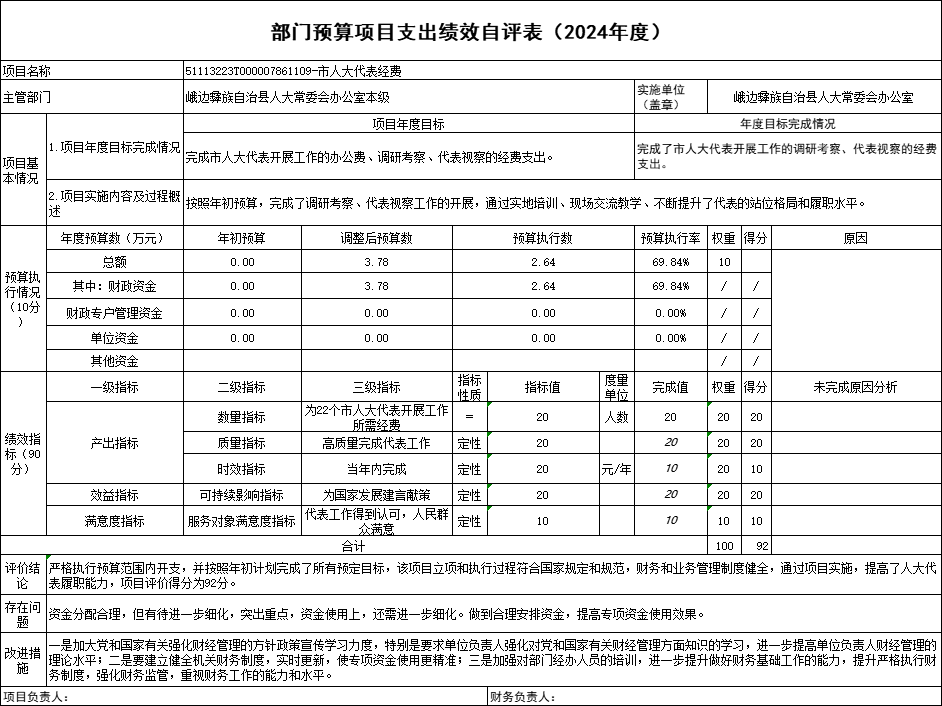 部门预算项目支出绩效自评表（2024年度）
项目名称 51113223T000007861109-市人大代表经费
主管部门 峨边彝族自治县人大常委会办公室本级 实施单位（盖章） 峨边彝族自治县人大常委会办公室
项目基本情况
1.项目年度目标完成情况 项目年度目标 年度目标完成情况
完成市人大代表开展工作的办公费、调研考察、代表视察的经费支出。
完成了市人大代表开展工作的调研考察、代表视察的经费
支出。
2.项目实施内容及过程概
述
按照年初预算，完成了调研考察、代表视察工作的开展，通过实地培训、现场交流教学、不断提升了代表的站位格局和履职水平。
预算执行情况（10分）
年度预算数（万元） 年初预算 调整后预算数 预算执行数 预算执行率 权重 得分 原因
总额 0.00 3.78 2.64 69.84% 10
其中：财政资金 0.00 3.78 2.64 69.84% / /
财政专户管理资金 0.00 0.00 0.00 0.00% / /
单位资金 0.00 0.00 0.00 0.00% / /
其他资金 / /
绩效指标（90分）
一级指标 二级指标 三级指标 指标性质 指标值 度量单位 完成值 权重 得分 未完成原因分析
产出指标 数量指标 为22个市人大代表开展工作所需经费 ＝ 20 人数 20 20 20
质量指标 高质量完成代表工作 定性 20 20 20 20
时效指标 当年内完成 定性 20 元/年 10 20 10
效益指标 可持续影响指标 为国家发展建言献策 定性 20 20 20 20
满意度指标 服务对象满意度指标 代表工作得到认可，人民群众满意 定性 10 10 10 10
合计 100 92
评价结论
严格执行预算范围内开支，并按照年初计划完成了所有预定目标，该项目立项和执行过程符合国家规定和规范，财务和业务管理制度健全，通过项目实施，提高了人大代
表履职能力，项目评价得分为92分。
存在问题
资金分配合理，但有待进一步细化，突出重点，资金使用上，还需进一步细化。做到合理安排资金，提高专项资金使用效果。
改进措施
一是加大党和国家有关强化财经管理的方针政策宣传学习力度，特别是要求单位负责人强化对党和国家有关财经管理方面知识的学习，进一步提高单位负责人财经管理的
理论水平；二是要建立健全机关财务制度，实时更新，使专项资金使用更精准；三是加强对部门经办人员的培训，进一步提升做好财务基础工作的能力，提升严格执行财
务制度，强化财务监管，重视财务工作的能力和水平。
项目负责人： 财务负责人：